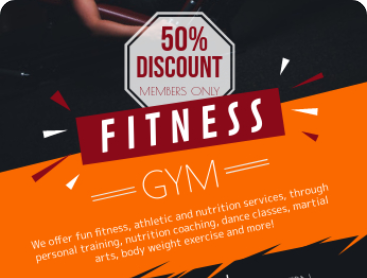 50%
DISCOUNT
MEMBERS ONLY
FITNESS
GYM
We offer fun fitness, athletic and nutrition services, through
personal training, nutrition coaching, dance classes, martial
arts, body weight exercise and more!